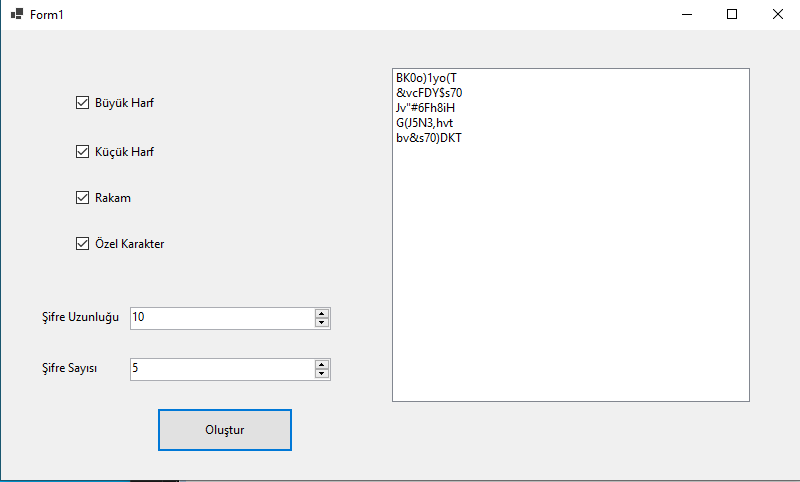 Form1
Büyük Harf
Küçük Harf
Rakam
Özel Karakter
Şifre Uzunluğu 10
Şifre Sayısı 5
Oluştur
BK0o)1yo(T
&vcFDY$s70
Jv"#6Fh8iH
G(J5N3,hvt
bv&s70)DKT